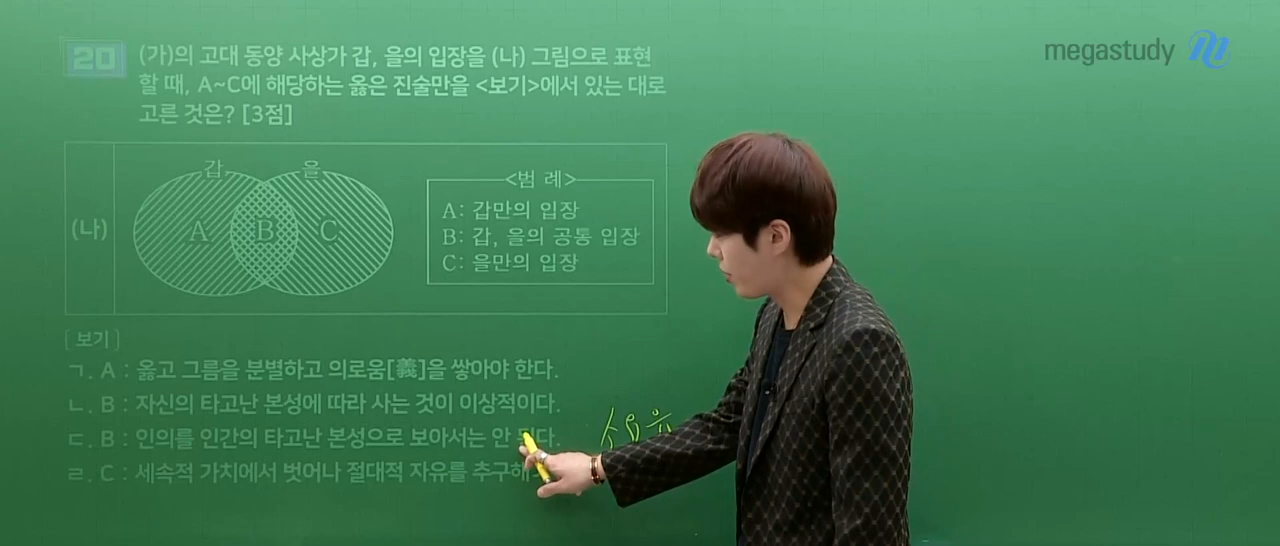 megastudy
20 (가)의 고대 동양 사상가 갑, 을의 입장을 (나) 그림으로 표현
할 때, A~C에 해당하는 옳은 진술만을 <보기>에서 있는 대로
고른 것은? [3점]
(나)
갑 을
A B C
<범 례>
A: 갑만의 입장
B: 갑, 을의 공통 입장
C: 을만의 입장
[보기]
ㄱ. A : 옳고 그름을 분별하고 의로움[義]을 쌓아야 한다.
ㄴ. B : 자신의 타고난 본성에 따라 사는 것이 이상적이다.
ㄷ. B : 인의를 인간의 타고난 본성으로 보아서는 안
ㄹ. C : 세속적 가치에서 벗어나 절대적 자유를 추구해